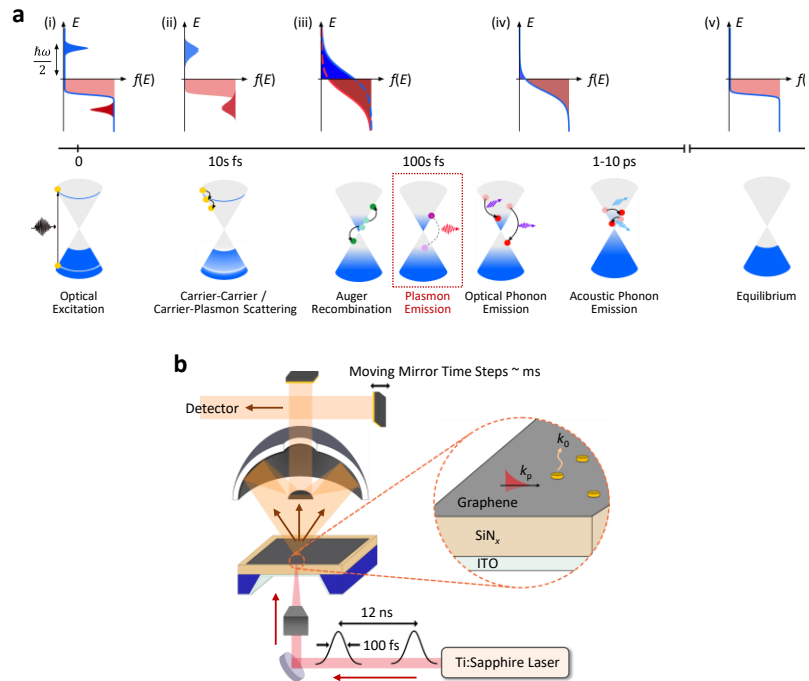 a
(i) E (ii) E (iii) E (iv) E (v) E
ħω
2
f(E) f(E) f(E) f(E) f(
0 10s fs 100s fs 1-10 ps
Optical
Excitation
Carrier-Carrier /
Carrier-Plasmon Scattering
Auger
Recombination
Plasmon
Emission
Optical Phonon
Emission
Acoustic Phonon
Emission
Equilibrium
b
Moving Mirror Time Steps ~ ms
Detector
k0
kp
Graphene
SiNx
ITO
12 ns
100 fs
Ti:Sapphire Laser